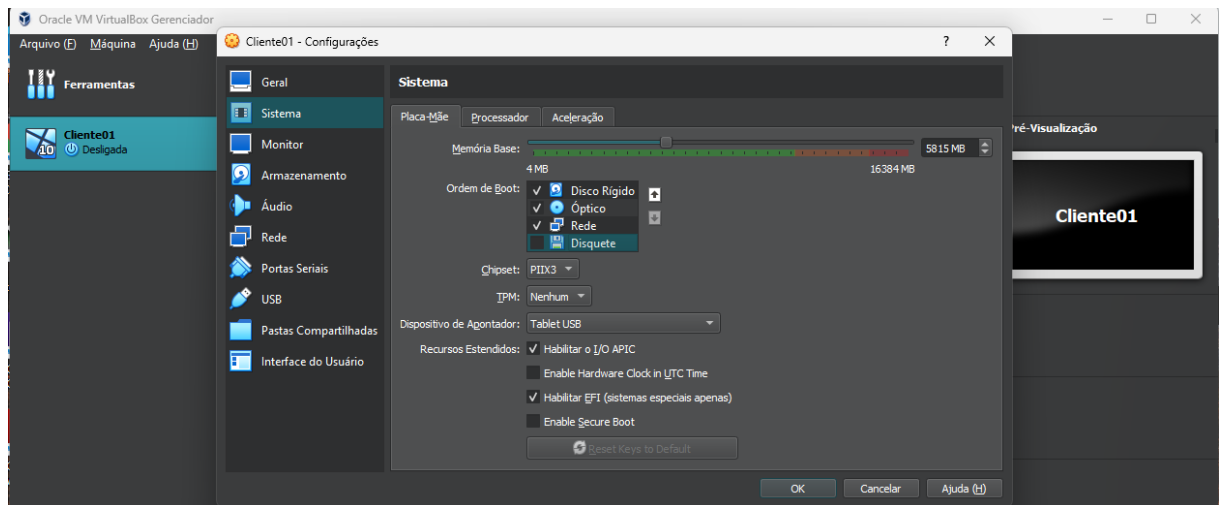 Oracle VM VirtualBox Gerenciador
Arquivo (F) Máquina Ajuda (H)
Ferramentas
Cliente01
Desligada
Cliente01 - Configurações
?
Geral
Sistema
Monitor
Armazenamento
Áudio
Rede
Portas Seriais
USB
Pastas Compartilhadas
Interface do Usuário
Sistema
Placa-Mãe Processador Aceleração
Memória Base: 5815 MB
4 MB 16384 MB
Ordem de Boot:
Disco Rígido
Óptico
Rede
Disquete
Chipset: PIIX3
TPM: Nenhum
Dispositivo de Apontador: Tablet USB
Recursos Estendidos: Habilitar o I/O APIC
Enable Hardware Clock in UTC Time
Habilitar EFI (sistemas especiais apenas)
Enable Secure Boot
Reset Keys to Default
OK Cancelar Ajuda (H)
Pré-Visualização
Cliente01